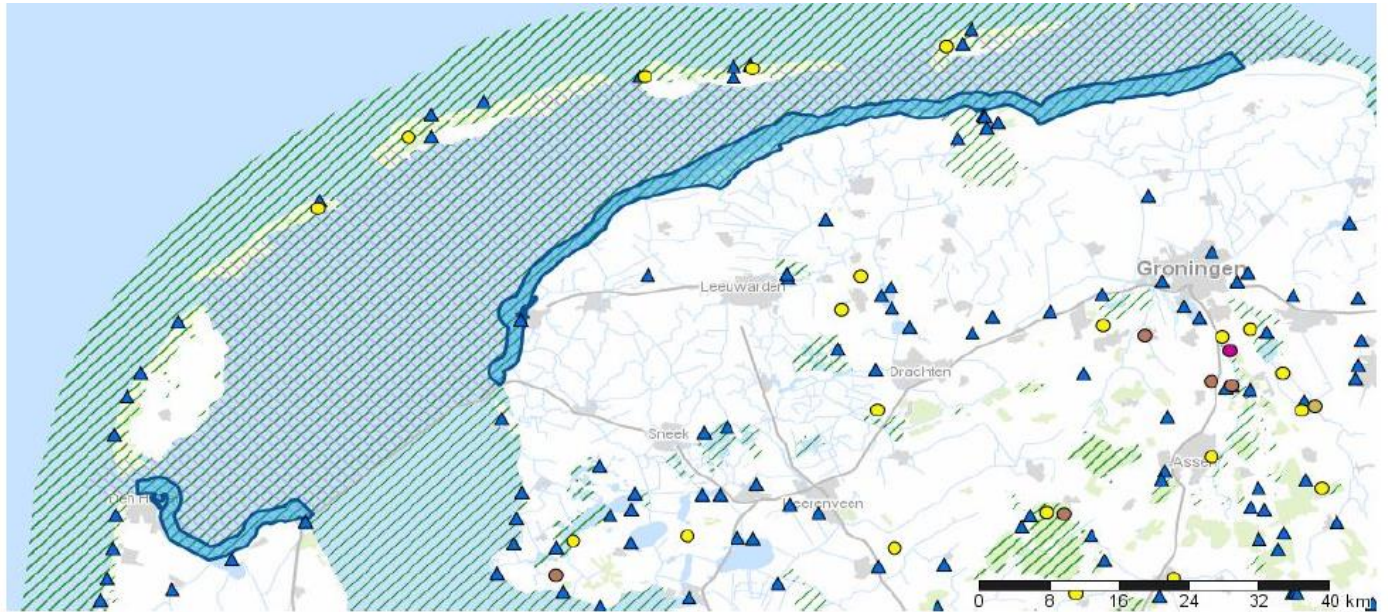 Groningen
Leeuwarden
Drachten
Sneek
Assen
Heerenveen
0 8 16 24 32 40 km